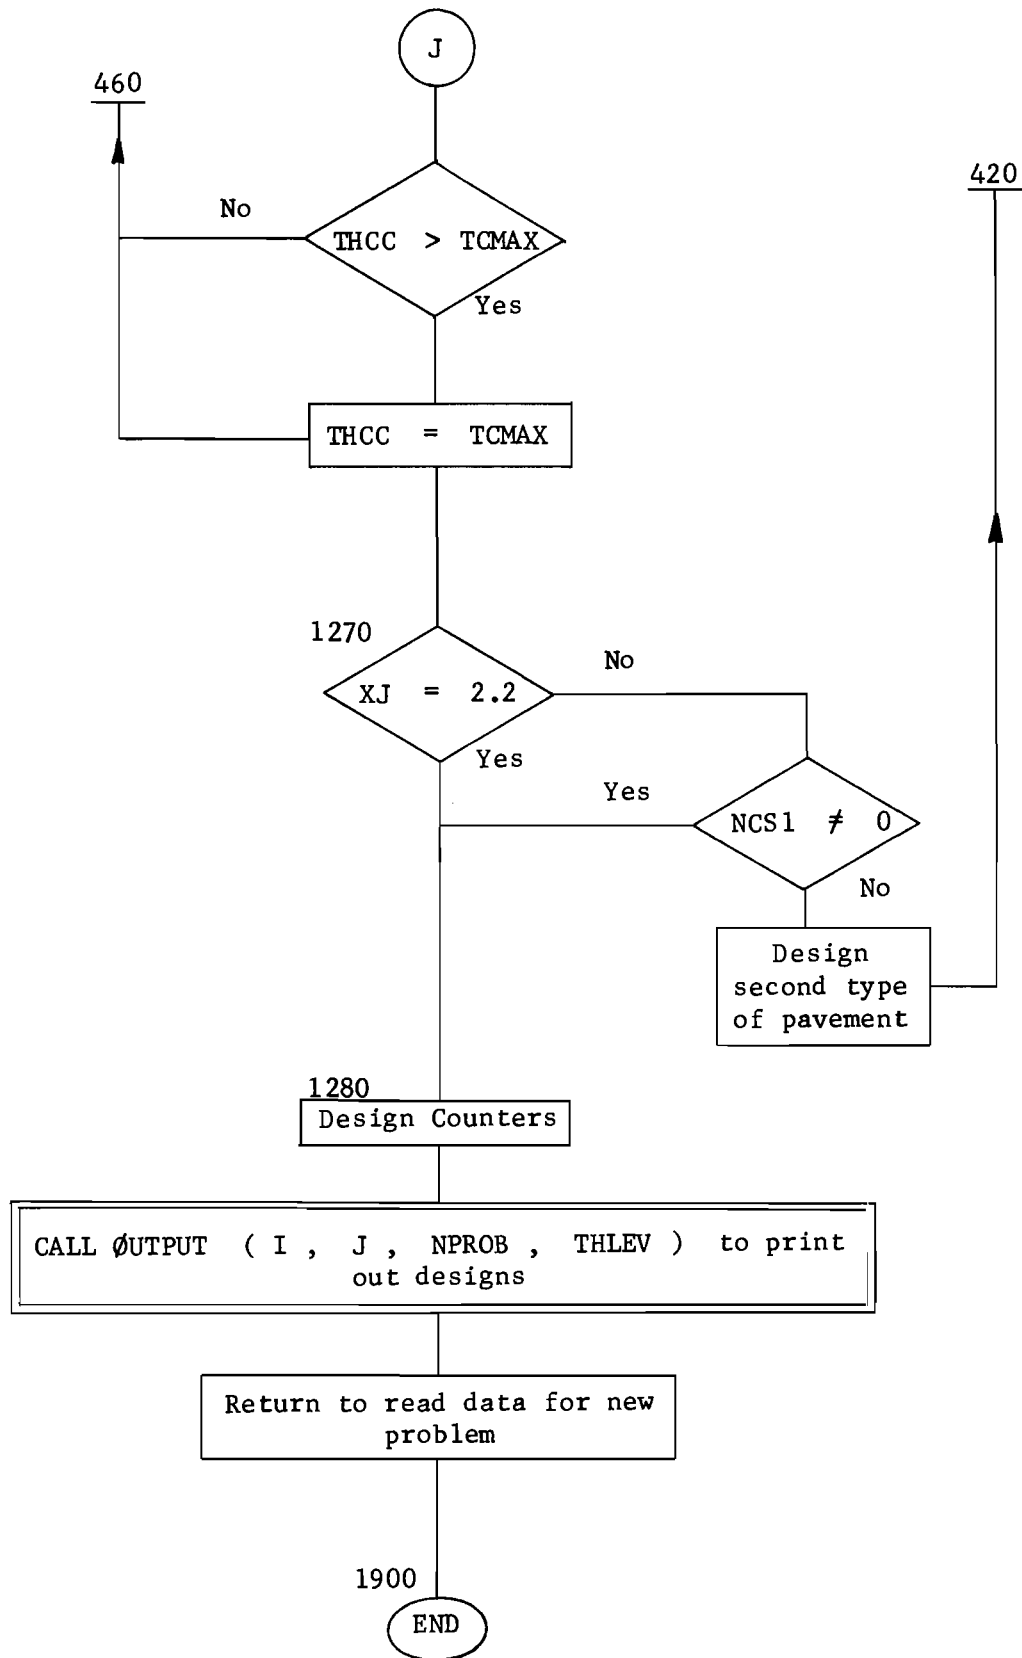 J
460
420
No
THCC > TCMAX
Yes
THCC = TCMAX
1270
No
XJ = 2.2
Yes
Yes
NCS1 ≠ 0
No
Design
second type
of pavement
1280
Design Counters
CALL ØUTPUT ( I , J , NPROB , THLEV ) to print
out designs
Return to read data for new
problem
1900
END